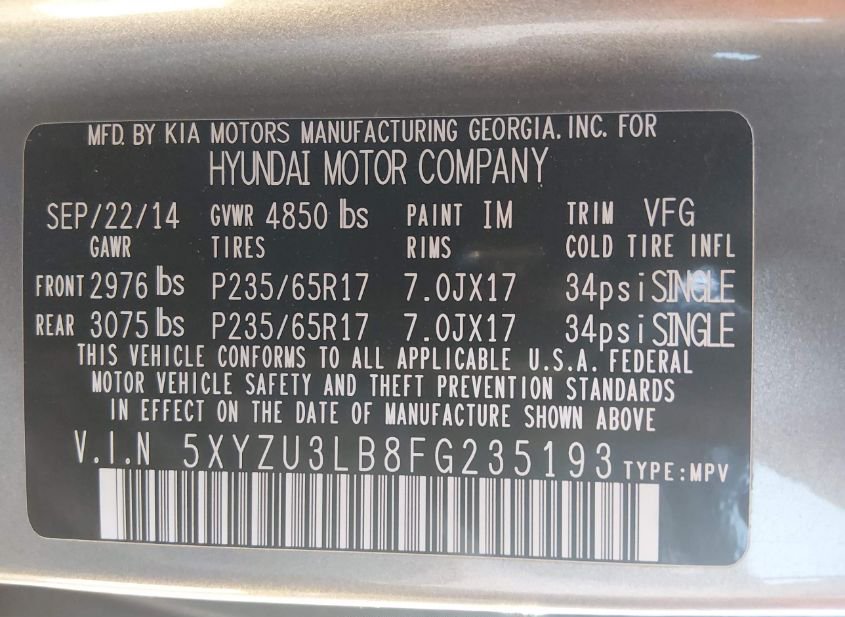 MFD. BY KIA MOTORS MANUFACTURING GEORGIA. INC. FOR
HYUNDAI MOTOR COMPANY
SEP/22/14 GVWR 4850 lbs PAINT IM TRIM VFG
GAWR TIRES RIMS COLD TIRE INFL
FRONT 2976 lbs P235/65R17 7.0JX17 34psi SINGLE
REAR 3075 lbs P235/65R17 7.0JX17 34psi SINGLE
THIS VEHICLE CONFORMS TO ALL APPLICABLE U.S.A. FEDERAL
MOTOR VEHICLE SAFETY AND THEFT PREVENTION STANDARDS
IN EFFECT ON THE DATE OF MANUFACTURE SHOWN ABOVE
V.I.N 5XYZU3LB8FG235193 TYPE:MPV